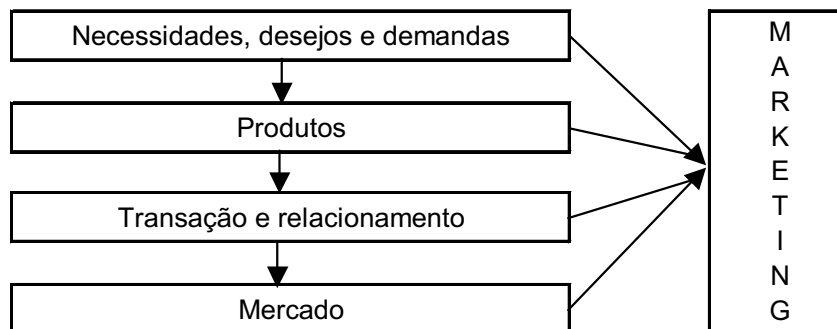 Necessidades, desejos e demandas
Produtos
Transação e relacionamento
Mercado
M
A
R
K
E
T
I
N
G